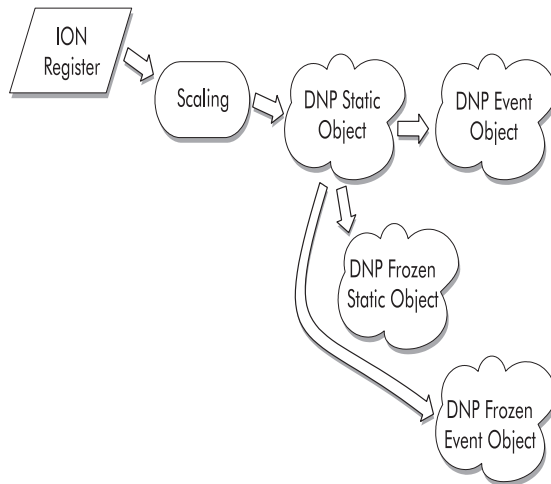 ION
Register
Scaling
DNP Static
Object
DNP Event
Object
DNP Frozen
Static Object
DNP Frozen
Event Object